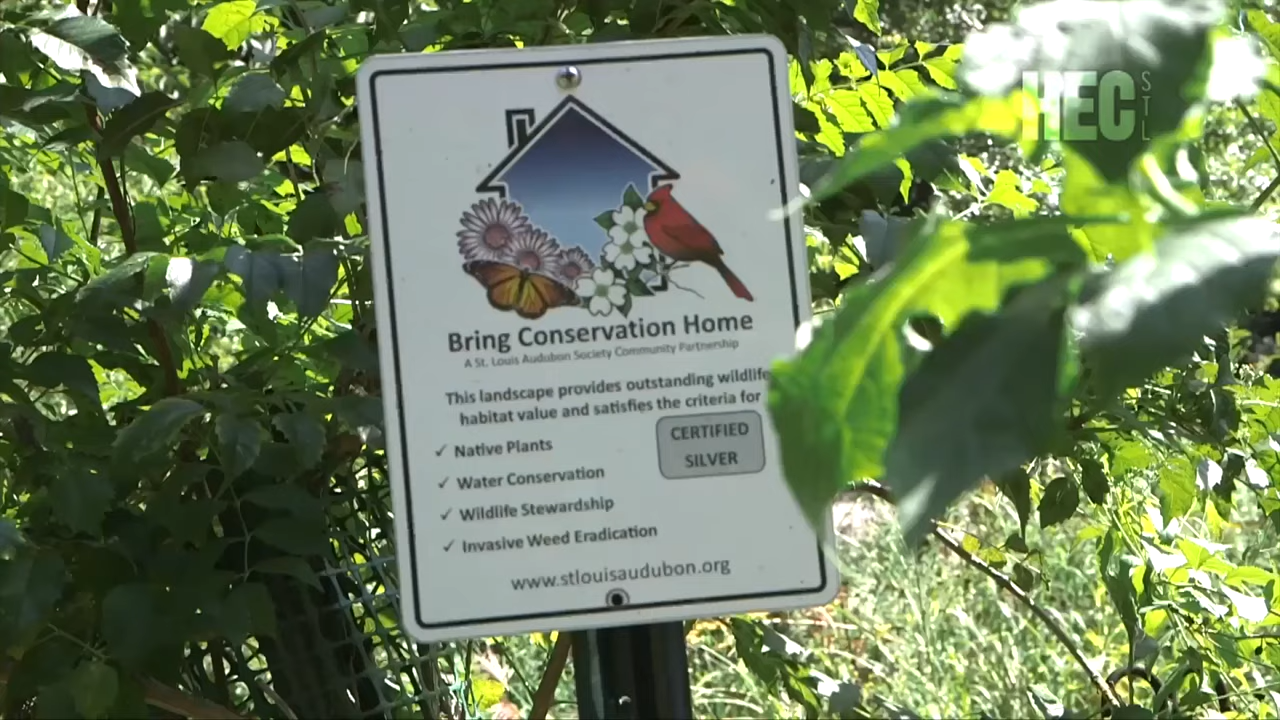 HEC
STL
Bring Conservation Home
A St. Louis Audubon Society Community Partnership
This landscape provides outstanding wildlife
habitat value and satisfies the criteria for
CERTIFIED
SILVER
✓ Native Plants
✓ Water Conservation
✓ Wildlife Stewardship
✓ Invasive Weed Eradication
www.stlouisaudubon.org